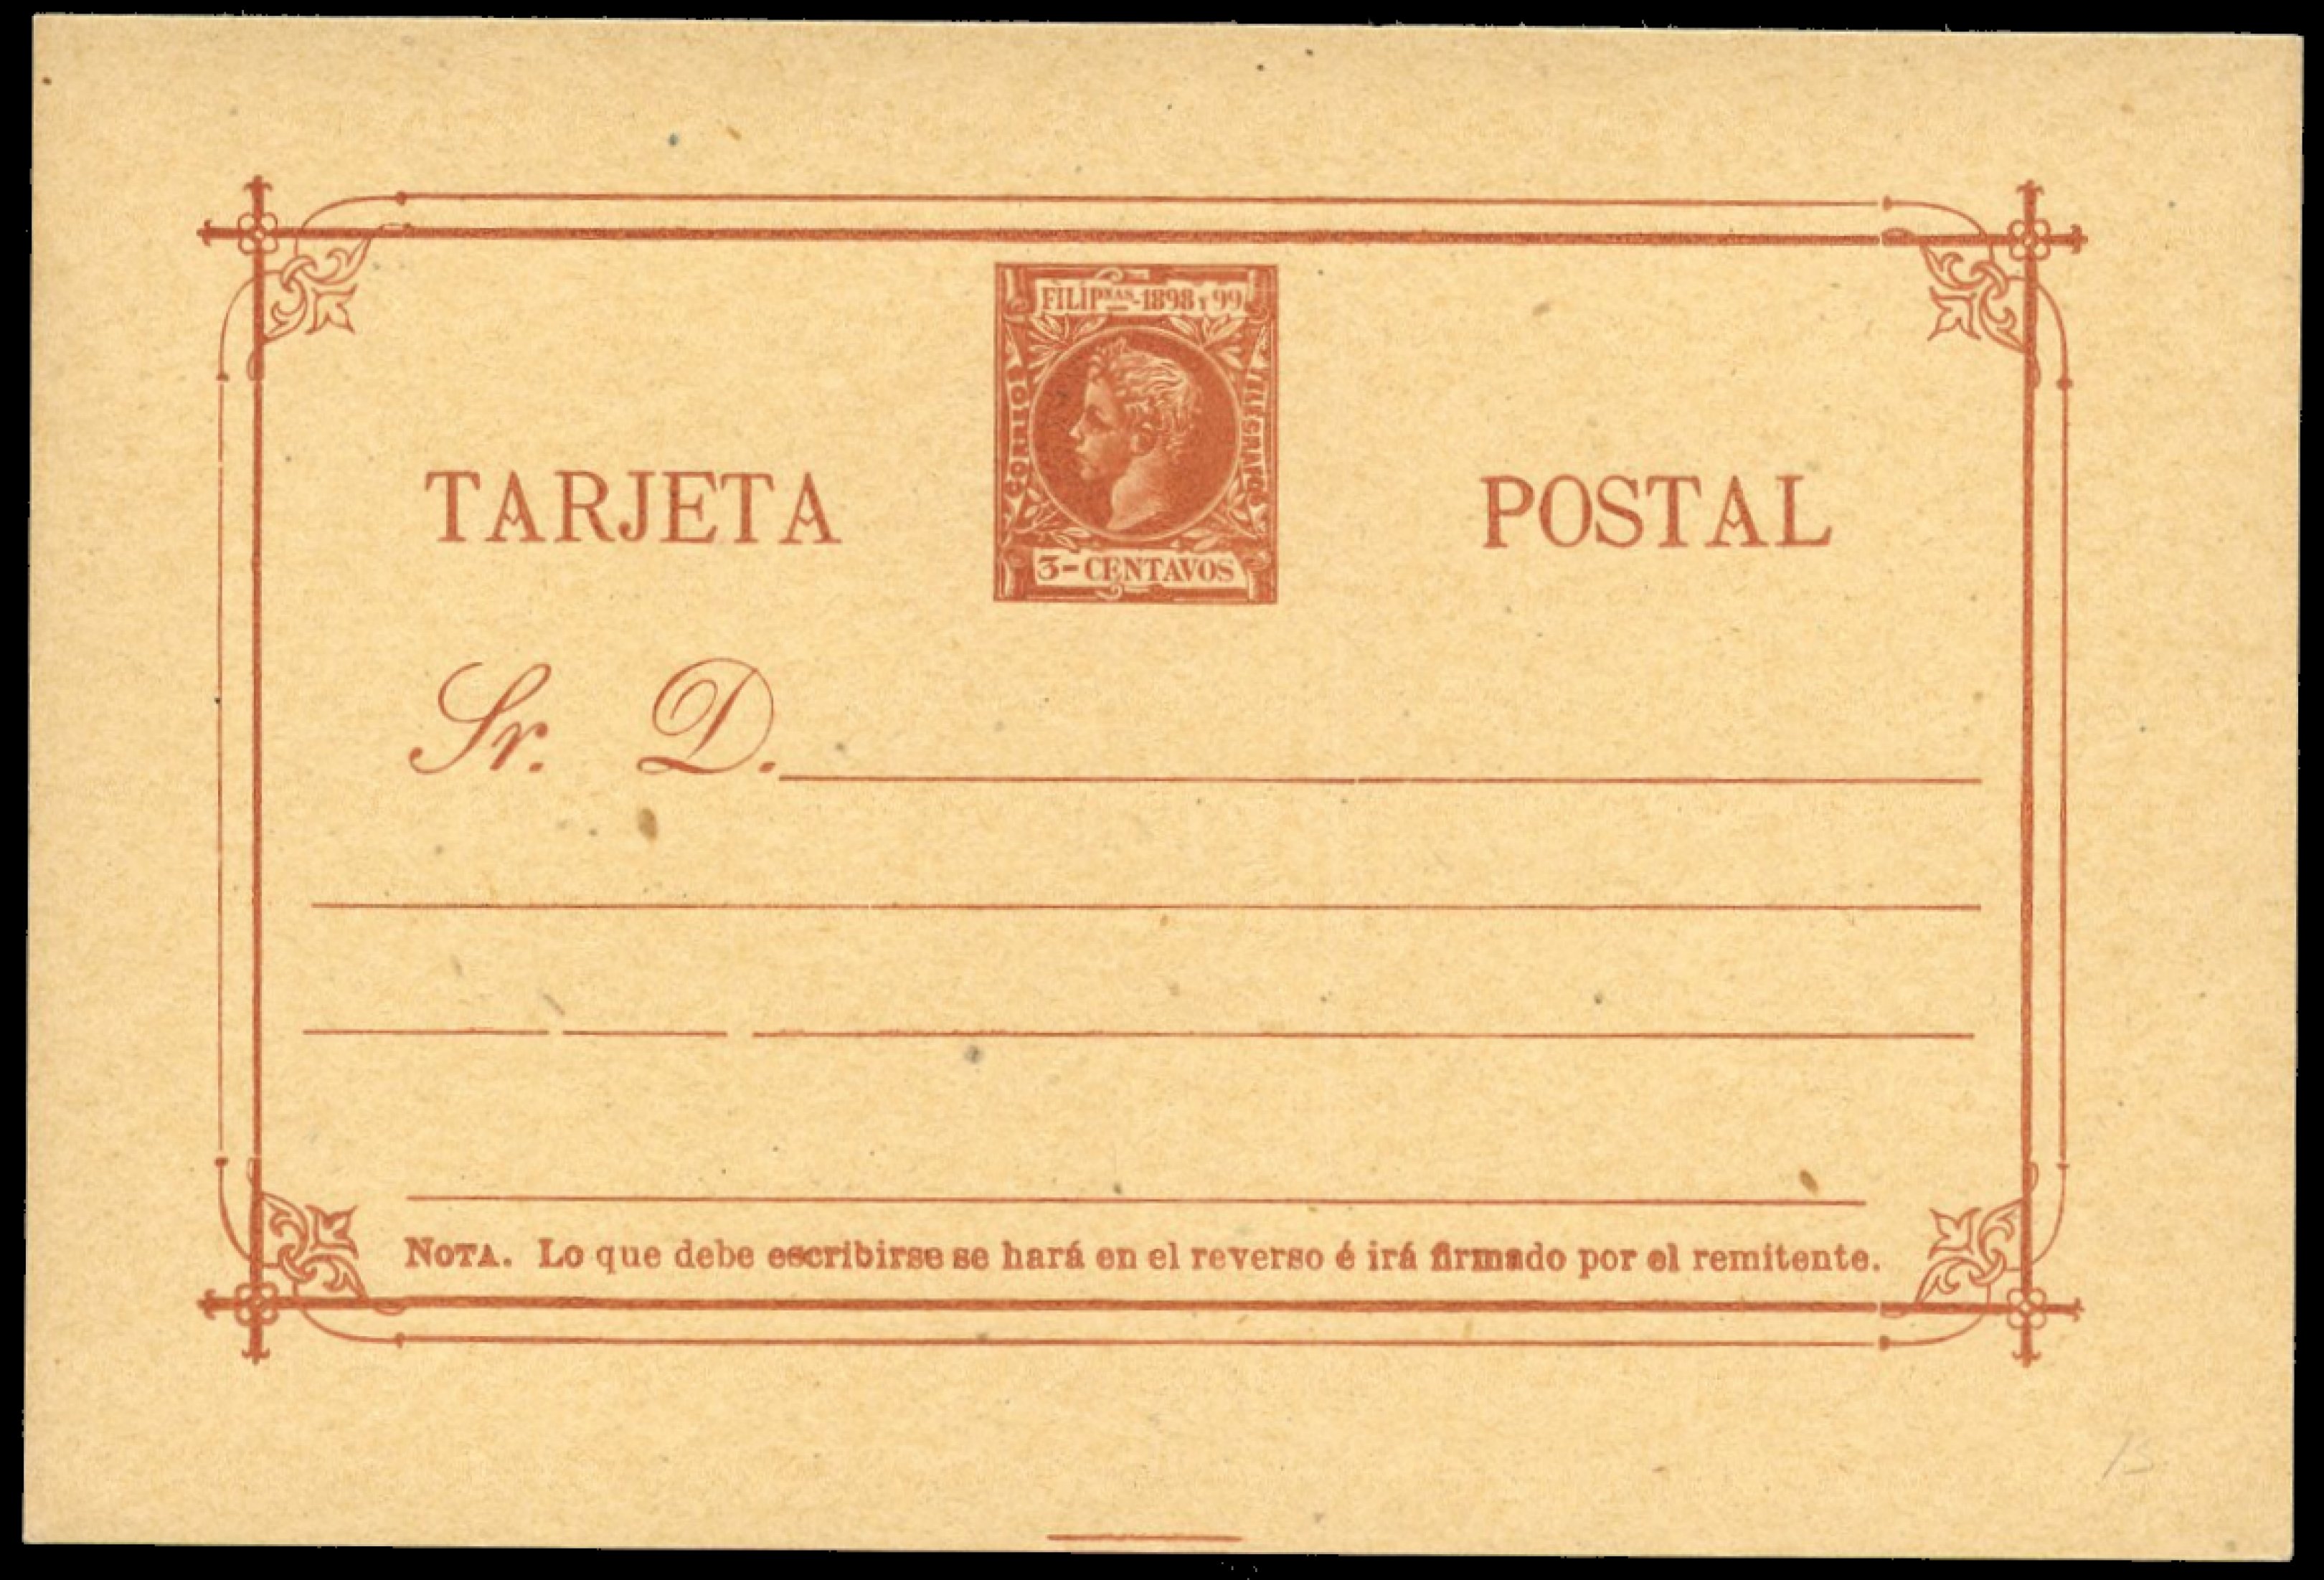 FILIPNAS-1898 Y 99
CORREOS
TELEGRAFOS
3-CENTAVOS
TARJETA POSTAL
Sr. D.
NOTA. Lo que debe escribirse se hará en el reverso é irá firmado por el remitente.